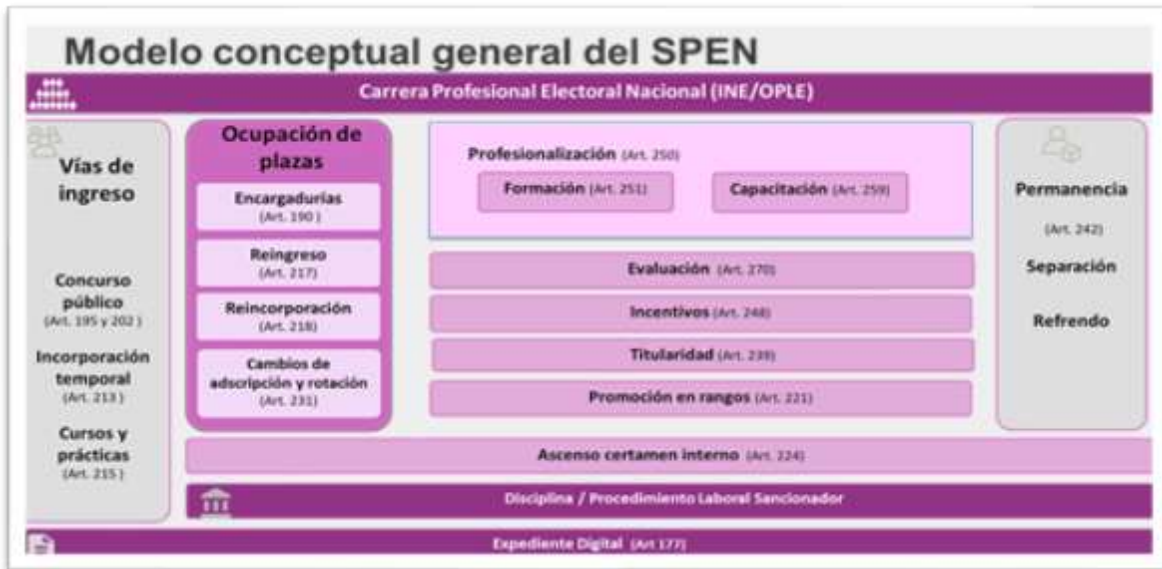 Modelo conceptual general del SPEN
Carrera Profesional Electoral Nacional (INE/OPLE)
Vías de
ingreso
Concurso
público
(Art. 195 y 202 )
Incorporación
temporal
(Art. 213 )
Cursos y
prácticas
(Art. 215 )
Ocupación de
plazas
Encargadurías
(Art. 190 )
Reingreso
(Art. 217)
Reincorporación
(Art. 218)
Cambios de
adscripción y rotación
(Art. 231)
Profesionalización (Art. 250)
Formación (Art. 251)
Capacitación (Art. 259)
Evaluación (Art. 270)
Incentivos (Art. 248)
Titularidad (Art. 239)
Promoción en rangos (Art. 221)
Permanencia
(Art. 242)
Separación
Refrendo
Ascenso certamen interno (Art. 224)
Disciplina / Procedimiento Laboral Sancionador
Expediente Digital (Art 177)